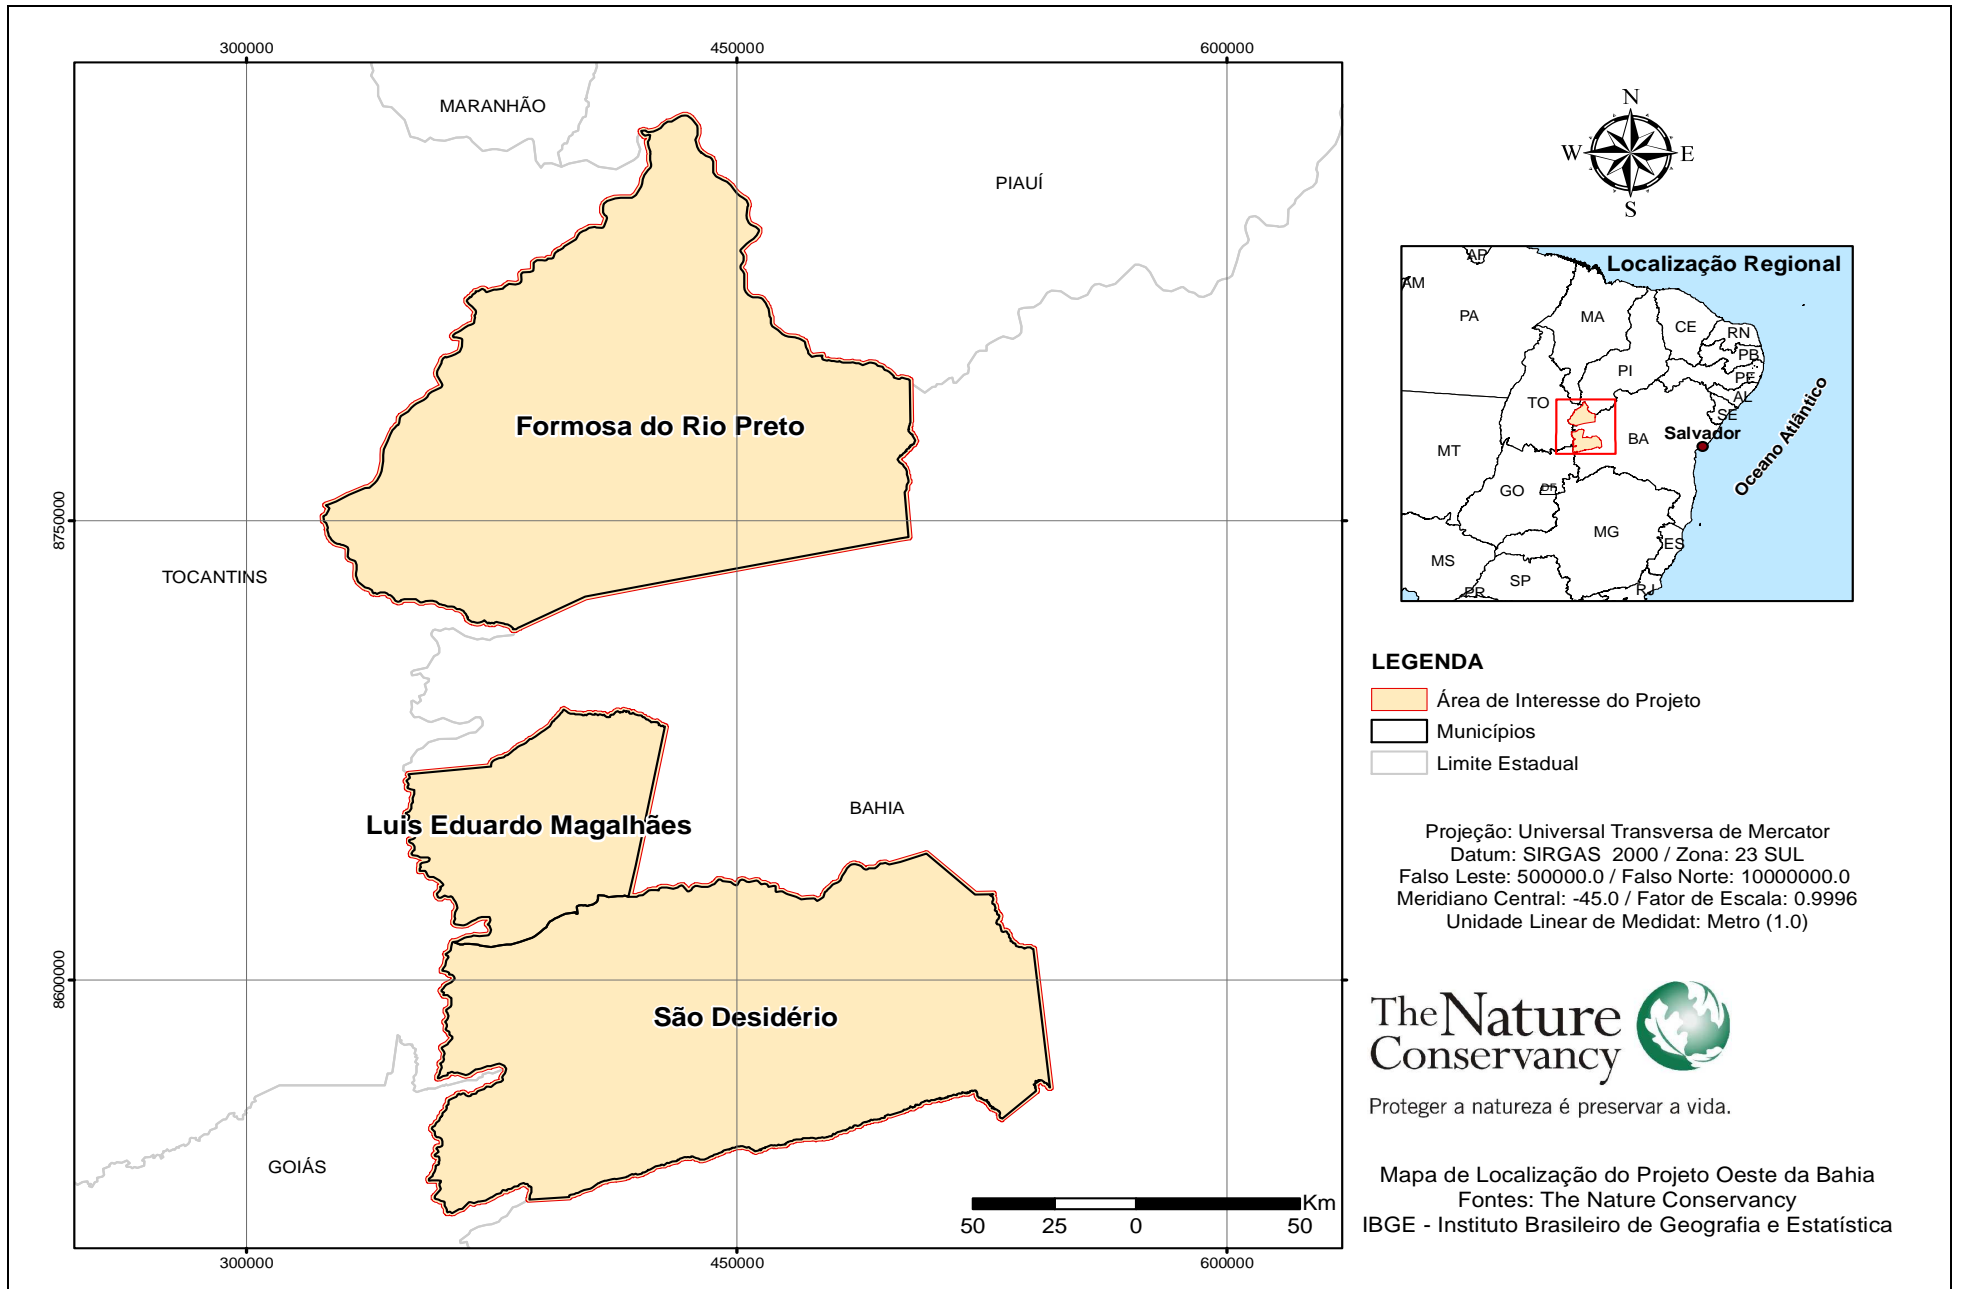 300000
450000
600000
MARANHÃO
PIAUÍ
Formosa do Rio Preto
8750000
TOCANTINS
Luis Eduardo Magalhães
BAHIA
8600000
São Desidério
GOIÁS
Km
50
25
0
50
300000
450000
600000
N
W
E
S
Localização Regional
AP
AM
PA
MA
CE
RN
PB
PI
PE
AL
TO
SE
BA
Salvador
Oceano Atlântico
MT
GO
DF
MG
ES
MS
SP
PR
RJ
LEGENDA
Área de Interesse do Projeto
Municípios
Limite Estadual
Projeção: Universal Transversa de Mercator
Datum: SIRGAS 2000 / Zona: 23 SUL
Falso Leste: 500000.0 / Falso Norte: 10000000.0
Meridiano Central: -45.0 / Fator de Escala: 0.9996
Unidade Linear de Medidat: Metro (1.0)
The Nature
Conservancy
Proteger a natureza é preservar a vida.
Mapa de Localização do Projeto Oeste da Bahia
Fontes: The Nature Conservancy
IBGE - Instituto Brasileiro de Geografia e Estatística